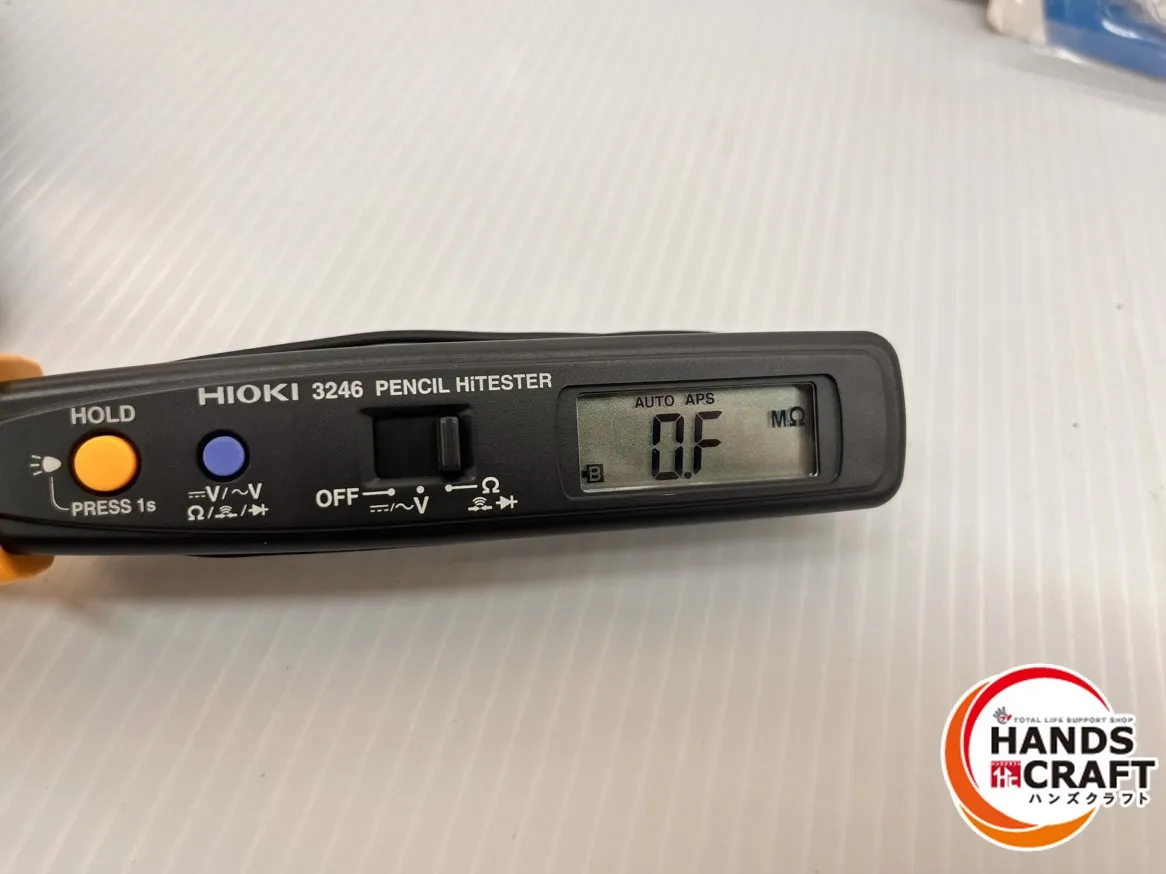 HIOKI 3246 PENCIL HiTESTER
HOLD
PRESS 1s
⎓V/~V
Ω/
OFF
⎓/~V
Ω
AUTO APS
0.F
MΩ
B
TOTAL LIFE SUPPORT SHOP
HANDS
CRAFT
ハンズクラフト